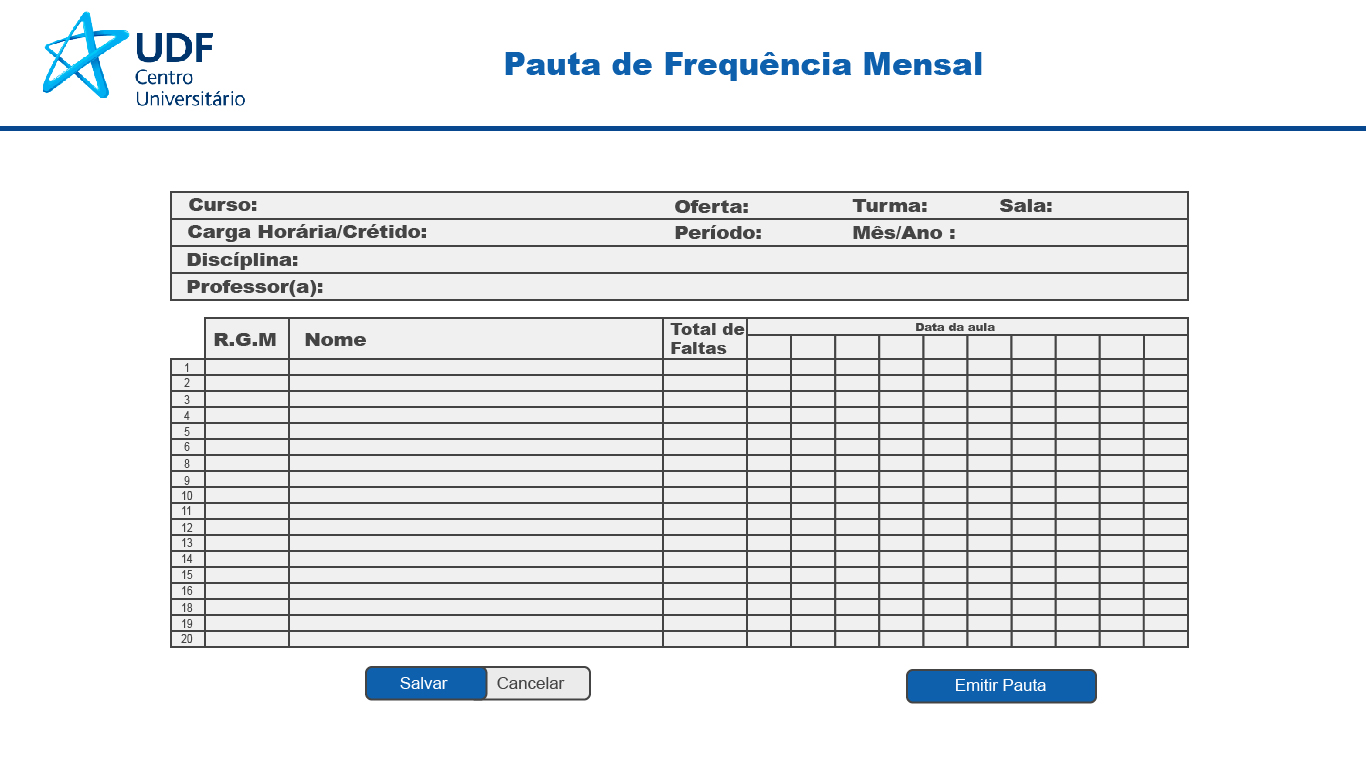 UDF
Centro
Universitário
Pauta de Frequência Mensal
Curso: Oferta: Turma: Sala:
Carga Horária/Crétido: Período: Mês/Ano :
Discíplina:
Professor(a):
R.G.M Nome Total de Faltas Data da aula
1
2
3
4
5
6
8
9
10
11
12
13
14
15
16
18
19
20
Salvar Cancelar Emitir Pauta